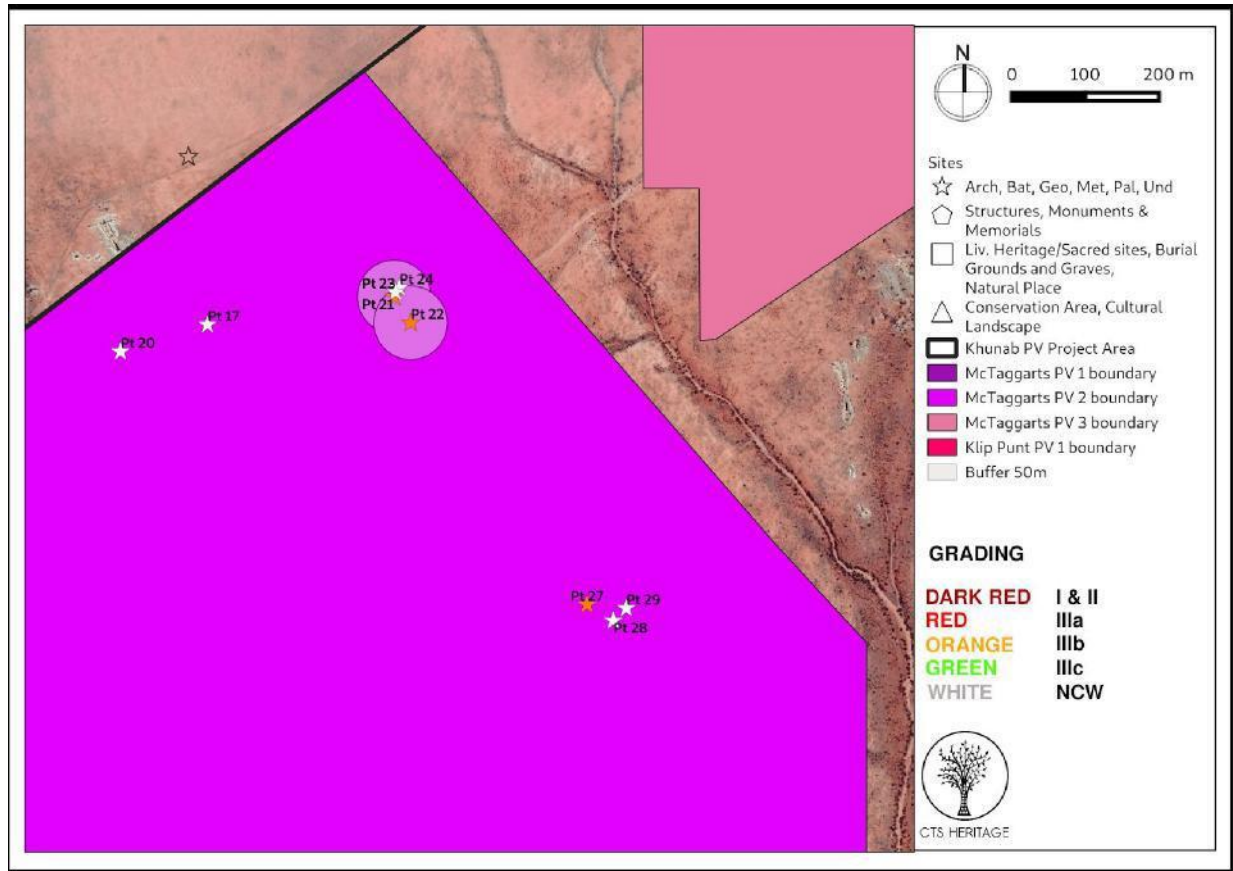 N
0 100 200 m
Sites
Arch, Bat, Geo, Met, Pal, Und
Structures, Monuments &
Memorials
Liv. Heritage/Sacred sites, Burial
Grounds and Graves,
Natural Place
Conservation Area, Cultural
Landscape
Khunab PV Project Area
McTaggarts PV 1 boundary
McTaggarts PV 2 boundary
McTaggarts PV 3 boundary
Klip Punt PV 1 boundary
Buffer 50m
GRADING
DARK RED I & II
RED IIIa
ORANGE IIIb
GREEN IIIc
WHITE NCW
CTS HERITAGE
Pt 23 Pt 24
Pt 21
Pt 22
Pt 17
Pt 20
Pt 27
Pt 29
Pt 28